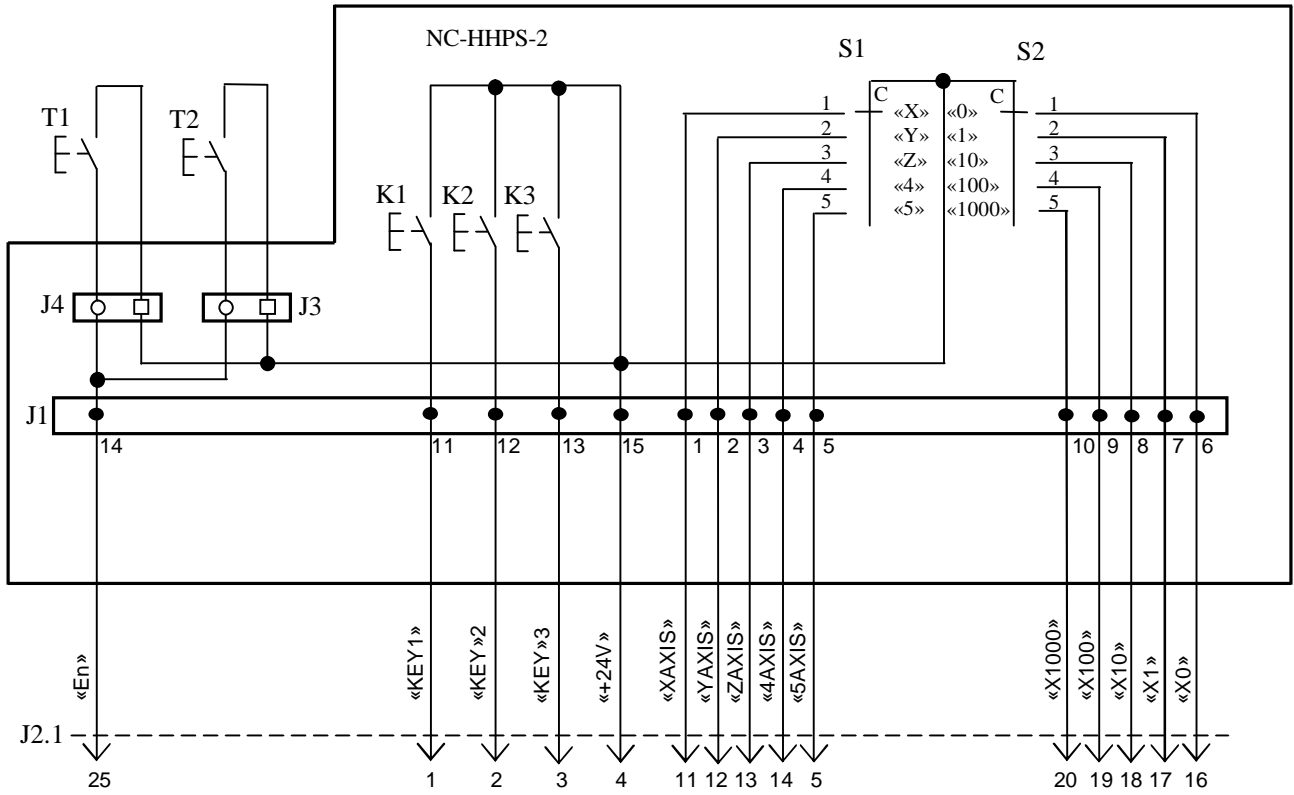 NC-HHPS-2
S1 S2
C C
1 «X» «0» 1
T1 T2
2 «Y» «1» 2
3 «Z» «10» 3
4 «4» «100» 4
5 «5» «1000» 5
K1 K2 K3
J4 J3
J1
14 11 12 13 15 1 2 3 4 5 10 9 8 7 6
«En»
«KEY1»
«KEY»2
«KEY»3
«+24V»
«XAXIS»
«YAXIS»
«ZAXIS»
«4AXIS»
«5AXIS»
«X1000»
«X100»
«X10»
«X1»
«X0»
J2.1
25 1 2 3 4 11 12 13 14 5 20 19 18 17 16